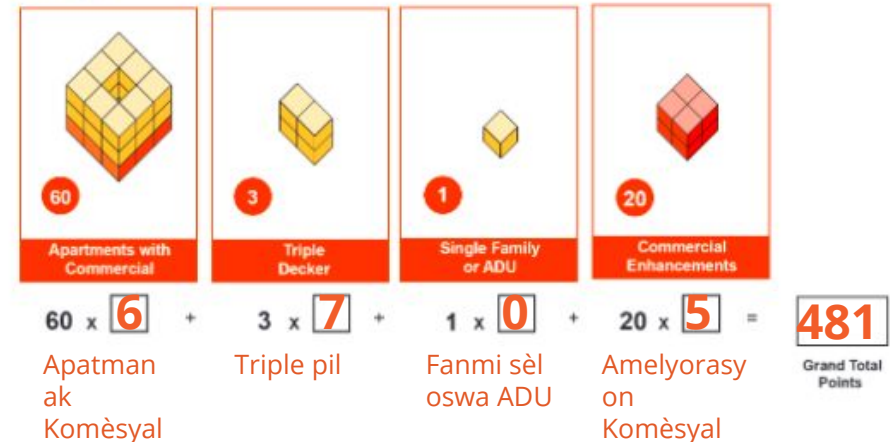 60
3
1
20
Apartments with
Commercial
Triple
Decker
Single Family
or ADU
Commercial
Enhancements
60 x 6 + 3 x 7 + 1 x 0 + 20 x 5 = 481
Grand Total
Points
Apatman
ak
Komèsyal
Triple pil
Fanmi sèl
oswa ADU
Amelyorasy
on
Komèsyal